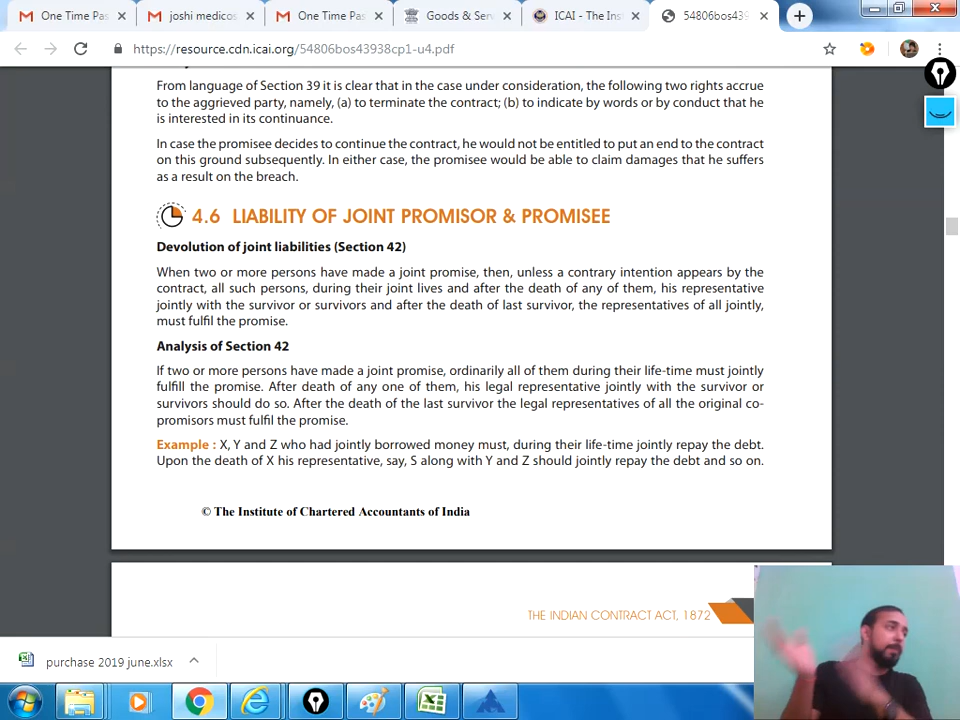 One Time Pas
joshi medicos
One Time Pas
Goods & Serv
ICAI - The Ins
54806bos439
https://resource.cdn.icai.org/54806bos43938cp1-u4.pdf
From language of Section 39 it is clear that in the case under consideration, the following two rights accrue
to the aggrieved party, namely, (a) to terminate the contract; (b) to indicate by words or by conduct that he
is interested in its continuance.
In case the promisee decides to continue the contract, he would not be entitled to put an end to the contract
on this ground subsequently. In either case, the promisee would be able to claim damages that he suffers
as a result on the breach.
4.6 LIABILITY OF JOINT PROMISOR & PROMISEE
Devolution of joint liabilities (Section 42)
When two or more persons have made a joint promise, then, unless a contrary intention appears by the
contract, all such persons, during their joint lives and after the death of any of them, his representative
jointly with the survivor or survivors and after the death of last survivor, the representatives of all jointly,
must fulfil the promise.
Analysis of Section 42
If two or more persons have made a joint promise, ordinarily all of them during their life-time must jointly
fulfill the promise. After death of any one of them, his legal representative jointly with the survivor or
survivors should do so. After the death of the last survivor the legal representatives of all the original co-
promisors must fulfil the promise.
Example : X, Y and Z who had jointly borrowed money must, during their life-time jointly repay the debt.
Upon the death of X his representative, say, S along with Y and Z should jointly repay the debt and so on.
© The Institute of Chartered Accountants of India
THE INDIAN CONTRACT ACT, 1872
purchase 2019 june.xlsx